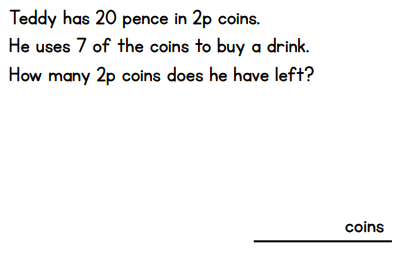 Teddy has 20 pence in 2p coins.
He uses 7 of the coins to buy a drink.
How many 2p coins does he have left?
coins